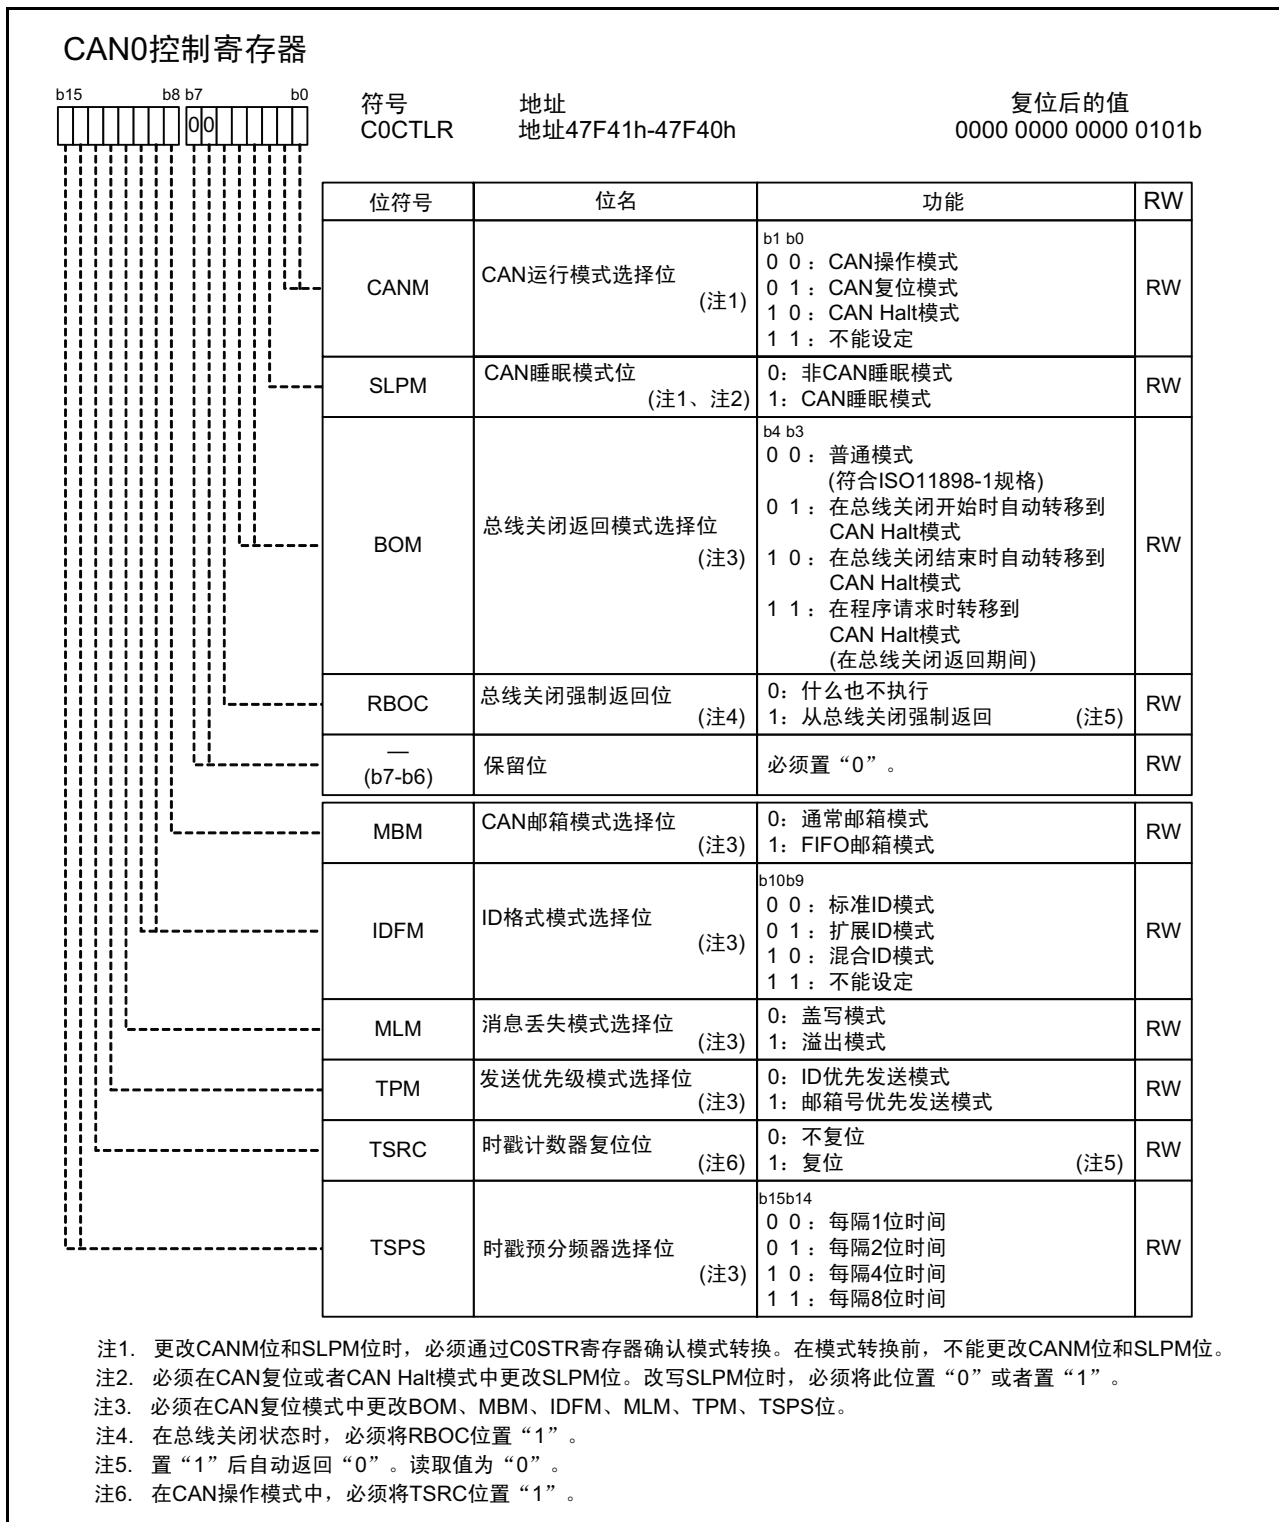 CAN0控制寄存器
b15 b8 b7 b0
符号 地址 复位后的值
0 0 C0CTLR 地址47F41h-47F40h 0000 0000 0000 0101b
位符号 位名 功能 RW
CANM CAN运行模式选择位 (注1) RW
b1 b0
0 0：CAN操作模式
0 1：CAN复位模式
1 0：CAN Halt模式
1 1：不能设定
SLPM CAN睡眠模式位 (注1、注2) RW
0：非CAN睡眠模式
1：CAN睡眠模式
BOM 总线关闭返回模式选择位 (注3) RW
b4 b3
0 0：普通模式
(符合ISO11898-1规格)
0 1：在总线关闭开始时自动转移到
CAN Halt模式
1 0：在总线关闭结束时自动转移到
CAN Halt模式
1 1：在程序请求时转移到
CAN Halt模式
(在总线关闭返回期间)
RBOC 总线关闭强制返回位 (注4) RW
0：什么也不执行
1：从总线关闭强制返回 (注5)
—
(b7-b6) 保留位 必须置“0”。 RW
MBM CAN邮箱模式选择位 (注3) RW
0：通常邮箱模式
1：FIFO邮箱模式
IDFM ID格式模式选择位 (注3) RW
b10b9
0 0：标准ID模式
0 1：扩展ID模式
1 0：混合ID模式
1 1：不能设定
MLM 消息丢失模式选择位 (注3) RW
0：盖写模式
1：溢出模式
TPM 发送优先级模式选择位 (注3) RW
0：ID优先发送模式
1：邮箱号优先发送模式
TSRC 时戳计数器复位位 (注6) RW
0：不复位
1：复位 (注5)
TSPS 时戳预分频器选择位 (注3) RW
b15b14
0 0：每隔1位时间
0 1：每隔2位时间
1 0：每隔4位时间
1 1：每隔8位时间
注1. 更改CANM位和SLPM位时，必须通过C0STR寄存器确认模式转换。在模式转换前，不能更改CANM位和SLPM位。
注2. 必须在CAN复位或者CAN Halt模式中更改SLPM位。改写SLPM位时，必须将此位置“0”或者置“1”。
注3. 必须在CAN复位模式中更改BOM、MBM、IDFM、MLM、TPM、TSPS位。
注4. 在总线关闭状态时，必须将RBOC位置“1”。
注5. 置“1”后自动返回“0”。读取值为“0”。
注6. 在CAN操作模式中，必须将TSRC位置“1”。